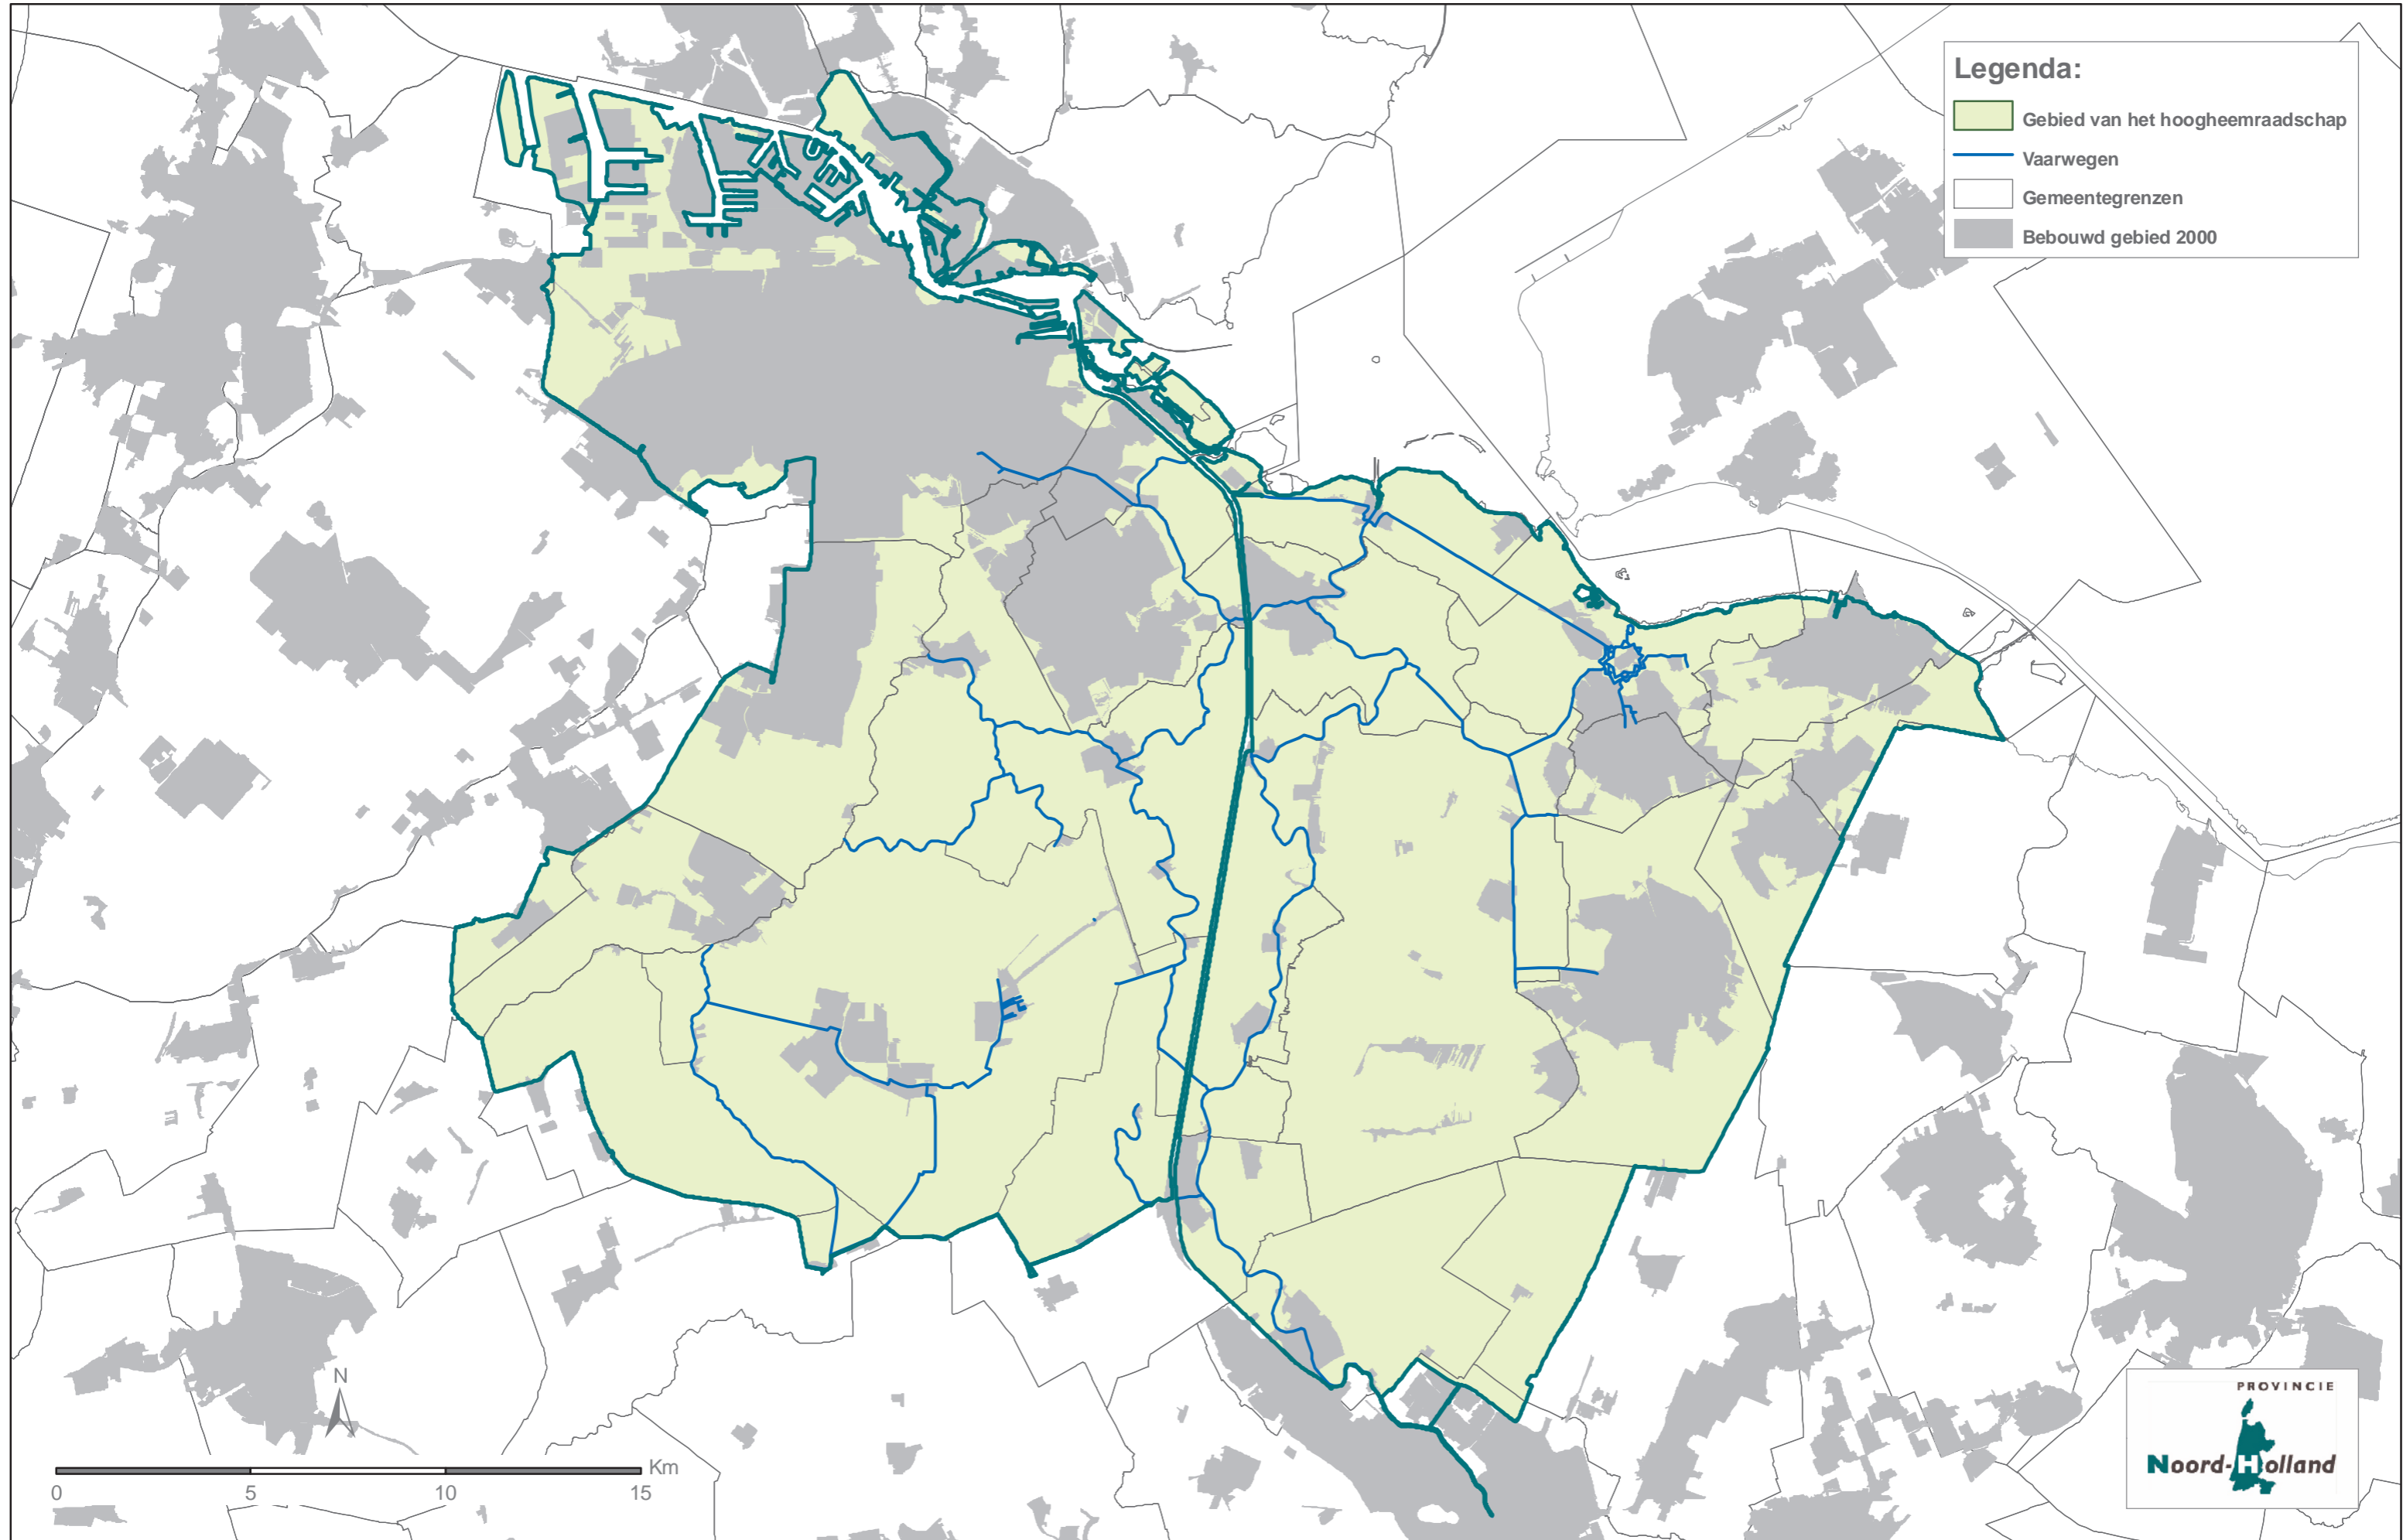 Legenda:
Gebied van het hoogheemraadschap
Vaarwegen
Gemeentegrenzen
Bebouwd gebied 2000
N
Km
0 5 10 15
PROVINCIE
Noord-Holland